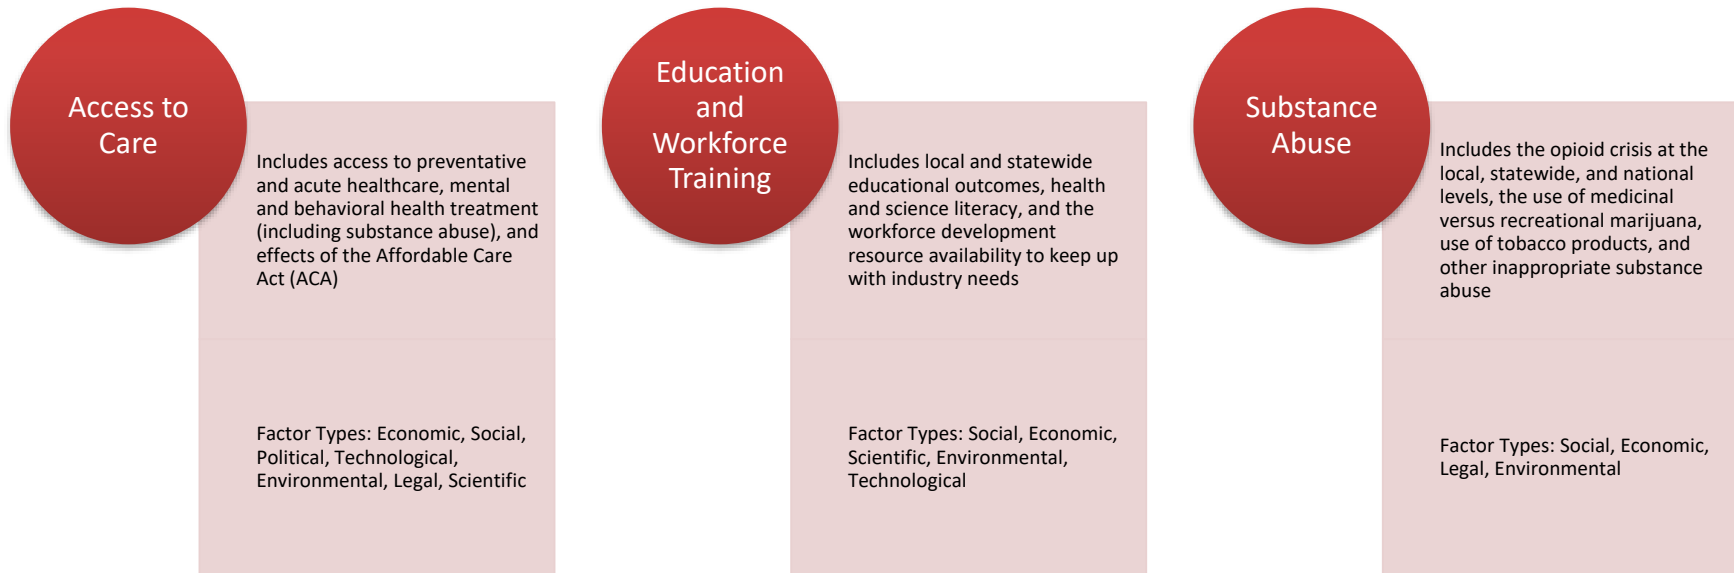 Access to
Care
Includes access to preventative
and acute healthcare, mental
and behavioral health treatment
(including substance abuse), and
effects of the Affordable Care
Act (ACA)
Factor Types: Economic, Social,
Political, Technological,
Environmental, Legal, Scientific
Education
and
Workforce
Training
Includes local and statewide
educational outcomes, health
and science literacy, and the
workforce development
resource availability to keep up
with industry needs
Factor Types: Social, Economic,
Scientific, Environmental,
Technological
Substance
Abuse
Includes the opioid crisis at the
local, statewide, and national
levels, the use of medicinal
versus recreational marijuana,
use of tobacco products, and
other inappropriate substance
abuse
Factor Types: Social, Economic,
Legal, Environmental